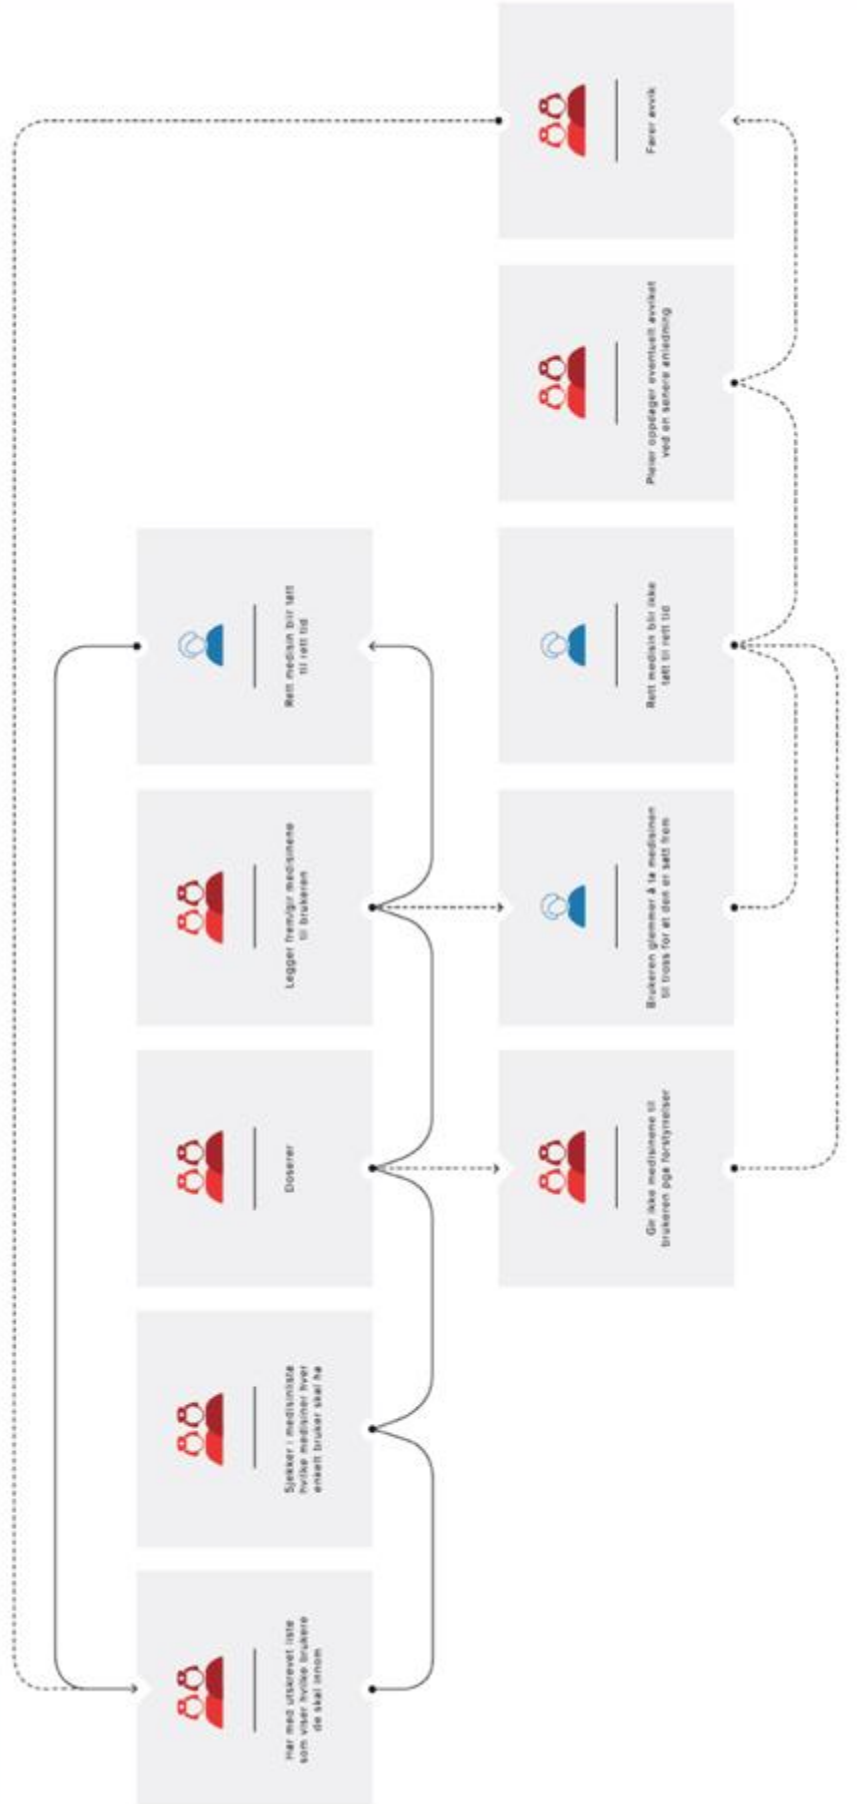 Har med utskrevet liste
som viser hvilke brukere
de skal innom
Sjekker i medisinliste
hvilke medisiner hver
enkelt bruker skal ha
Doserer
Legger frem/gir medisinene
til brukeren
Rett medisin blir tatt
til rett tid
Gir ikke medisinene til
brukeren pga forstyrrelser
Brukeren glemmer å ta medisinen
til tross for at den er satt frem
Rett medisin blir ikke
tatt til rett tid
Pleier oppdager eventuelt avviket
ved en senere anledning
Fører avvik